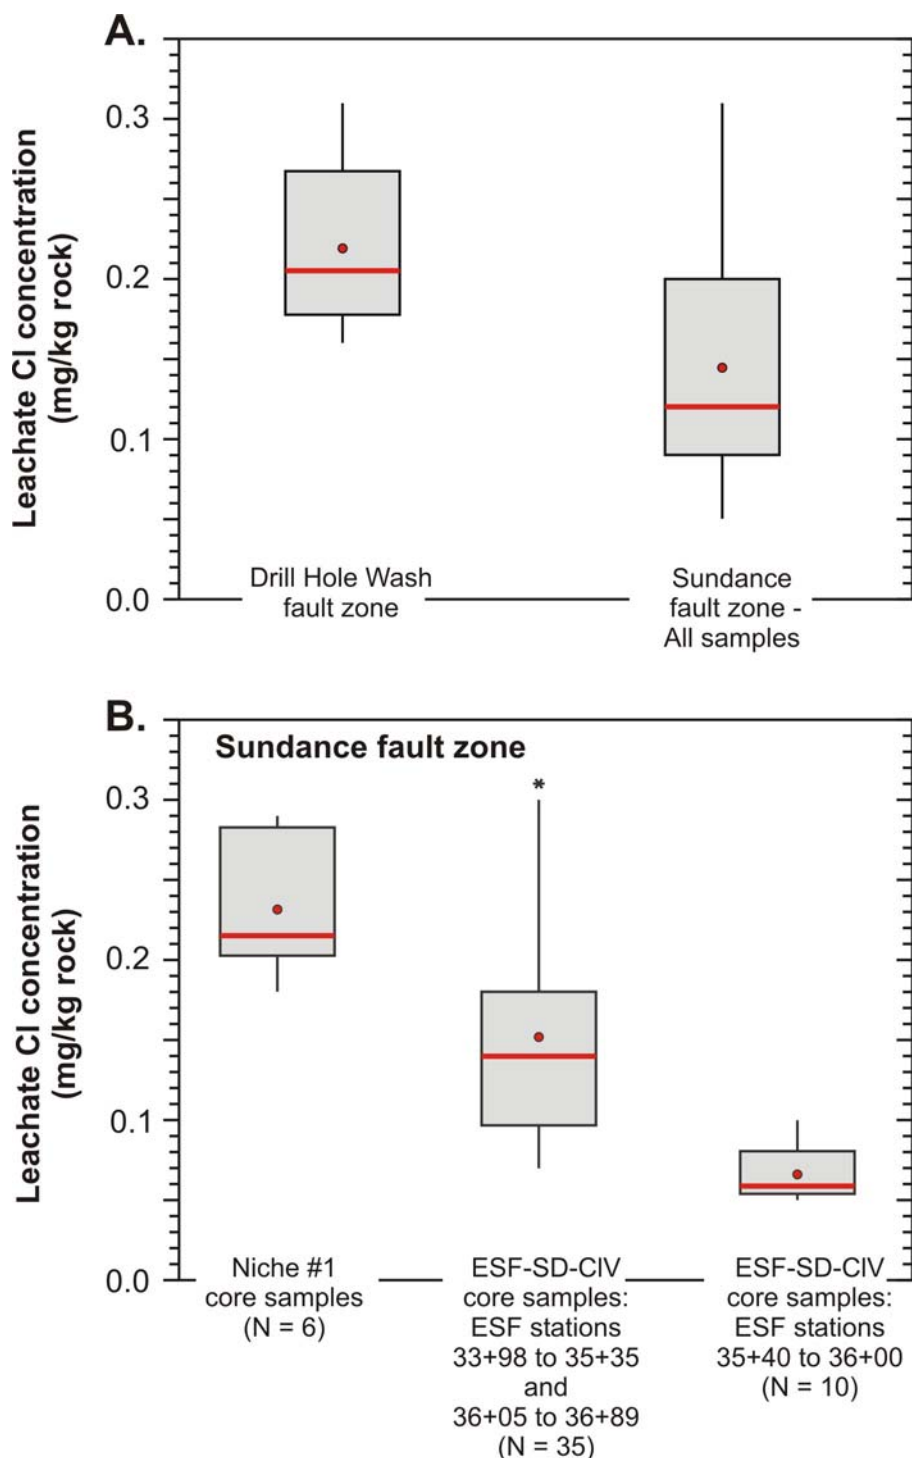 A.
Leachate Cl concentration
(mg/kg rock)
0.3
0.2
0.1
0.0
Drill Hole Wash
fault zone
Sundance
fault zone -
All samples
B.
Sundance fault zone
Leachate Cl concentration
(mg/kg rock)
0.3
0.2
0.1
0.0
*
Niche #1
core samples
(N = 6)
ESF-SD-ClV
core samples:
ESF stations
33+98 to 35+35
and
36+05 to 36+89
(N = 35)
ESF-SD-ClV
core samples:
ESF stations
35+40 to 36+00
(N = 10)